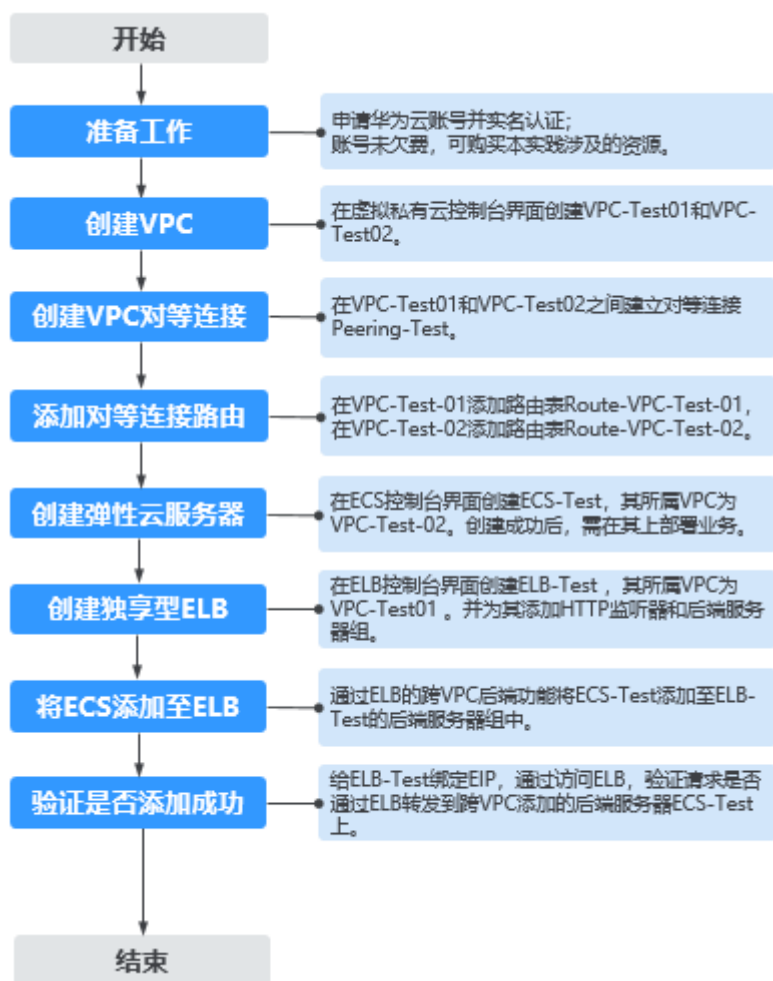 开始
准备工作
申请华为云账号并实名认证;
账号未欠费，可购买本实践涉及的资源。
创建VPC
在虚拟私有云控制台界面创建VPC-Test01和VPC-
Test02。
创建VPC对等连接
在VPC-Test01和VPC-Test02之间建立对等连接
Peering-Test。
添加对等连接路由
在VPC-Test-01添加路由表Route-VPC-Test-01，
在VPC-Test-02添加路由表Route-VPC-Test-02。
创建弹性云服务器
在ECS控制台界面创建ECS-Test，其所属VPC为
VPC-Test-02。创建成功后，需在其上部署业务。
创建独享型ELB
在ELB控制台界面创建ELB-Test ，其所属VPC为
VPC-Test01 。并为其添加HTTP监听器和后端服务
器组。
将ECS添加至ELB
通过ELB的跨VPC后端功能将ECS-Test添加至ELB-
Test的后端服务器组中。
验证是否添加成功
给ELB-Test绑定EIP，通过访问ELB，验证请求是否
通过ELB转发到跨VPC添加的后端服务器ECS-Test
上。
结束